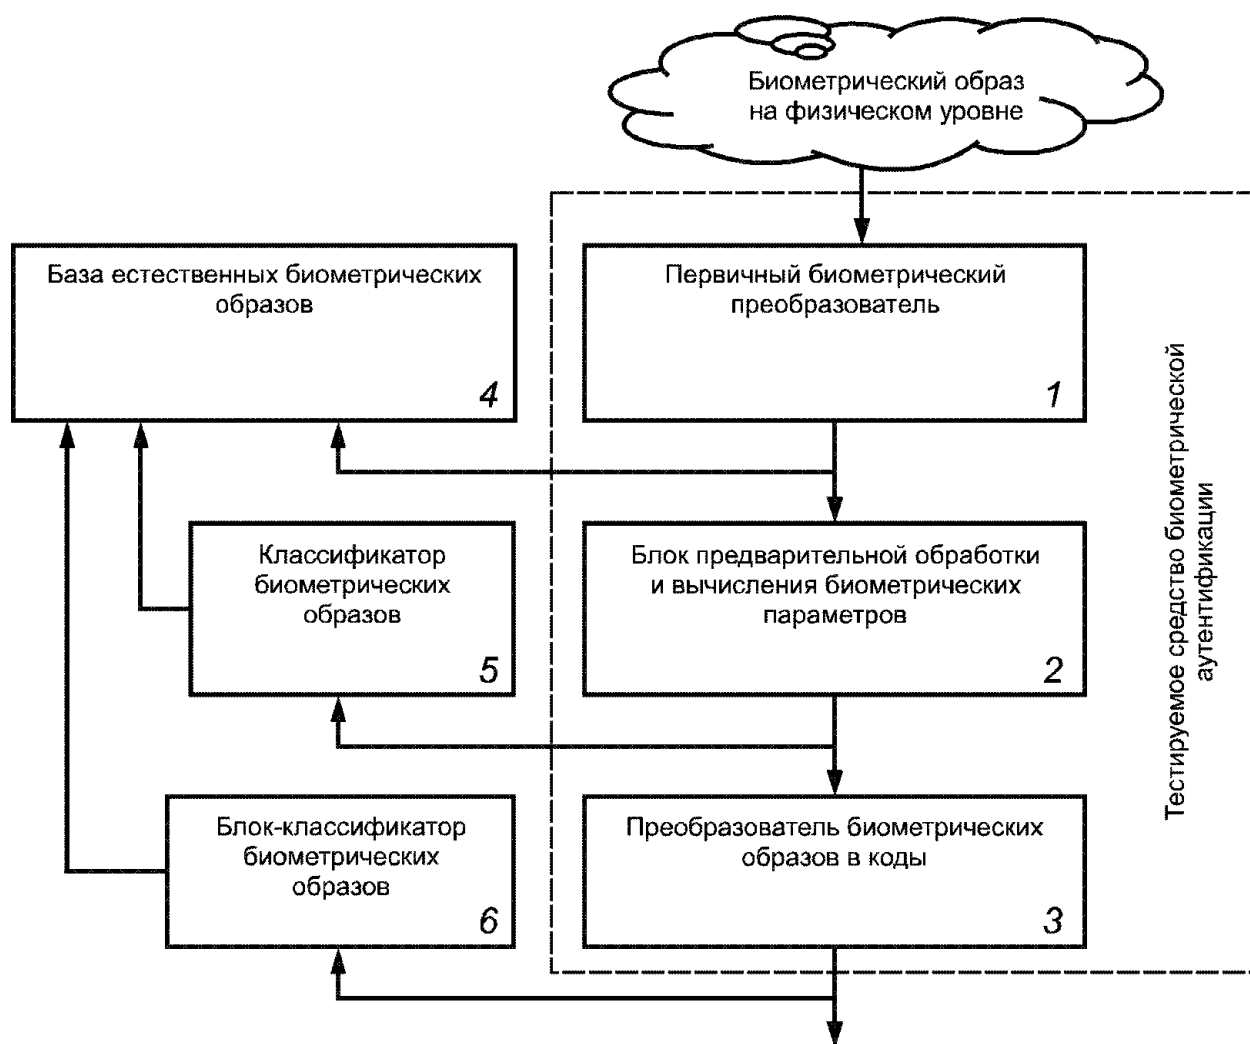 Биометрический образ
на физическом уровне
База естественных биометрических
образов
4
Первичный биометрический
преобразователь
1
Классификатор
биометрических
образов
5
Блок предварительной обработки
и вычисления биометрических
параметров
2
Блок-классификатор
биометрических
образов
6
Преобразователь биометрических
образов в коды
3
Тестируемое средство биометрической
аутентификации